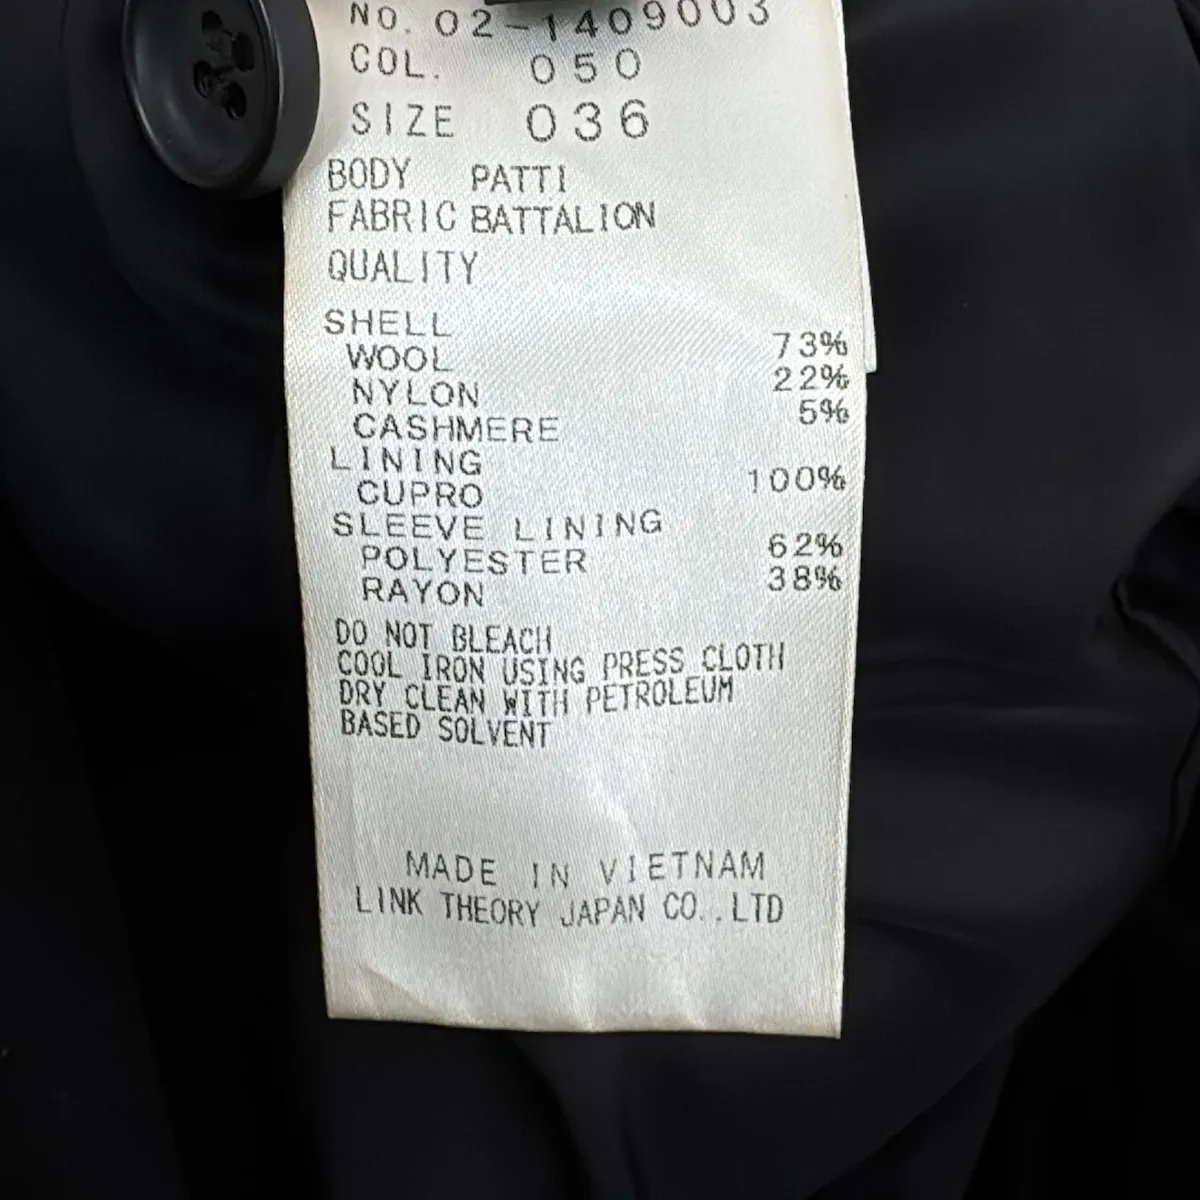 NO. 02-1409003
COL. 050
SIZE 036
BODY PATTI
FABRIC BATTALION
QUALITY
SHELL
WOOL 73%
NYLON 22%
CASHMERE 5%
LINING
CUPRO 100%
SLEEVE LINING
POLYESTER 62%
RAYON 38%
DO NOT BLEACH
COOL IRON USING PRESS CLOTH
DRY CLEAN WITH PETROLEUM
BASED SOLVENT
MADE IN VIETNAM
LINK THEORY JAPAN CO.,LTD